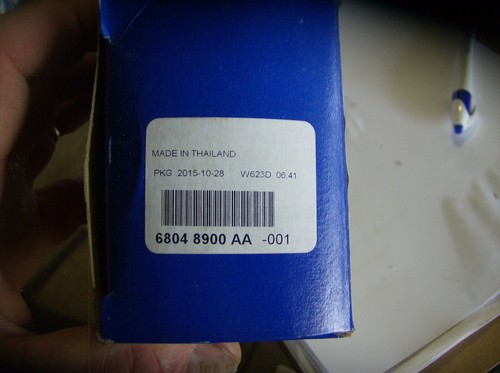 MADE IN THAILAND
PKG 2015-10-28 W623D 06.41
6804 8900 AA -001